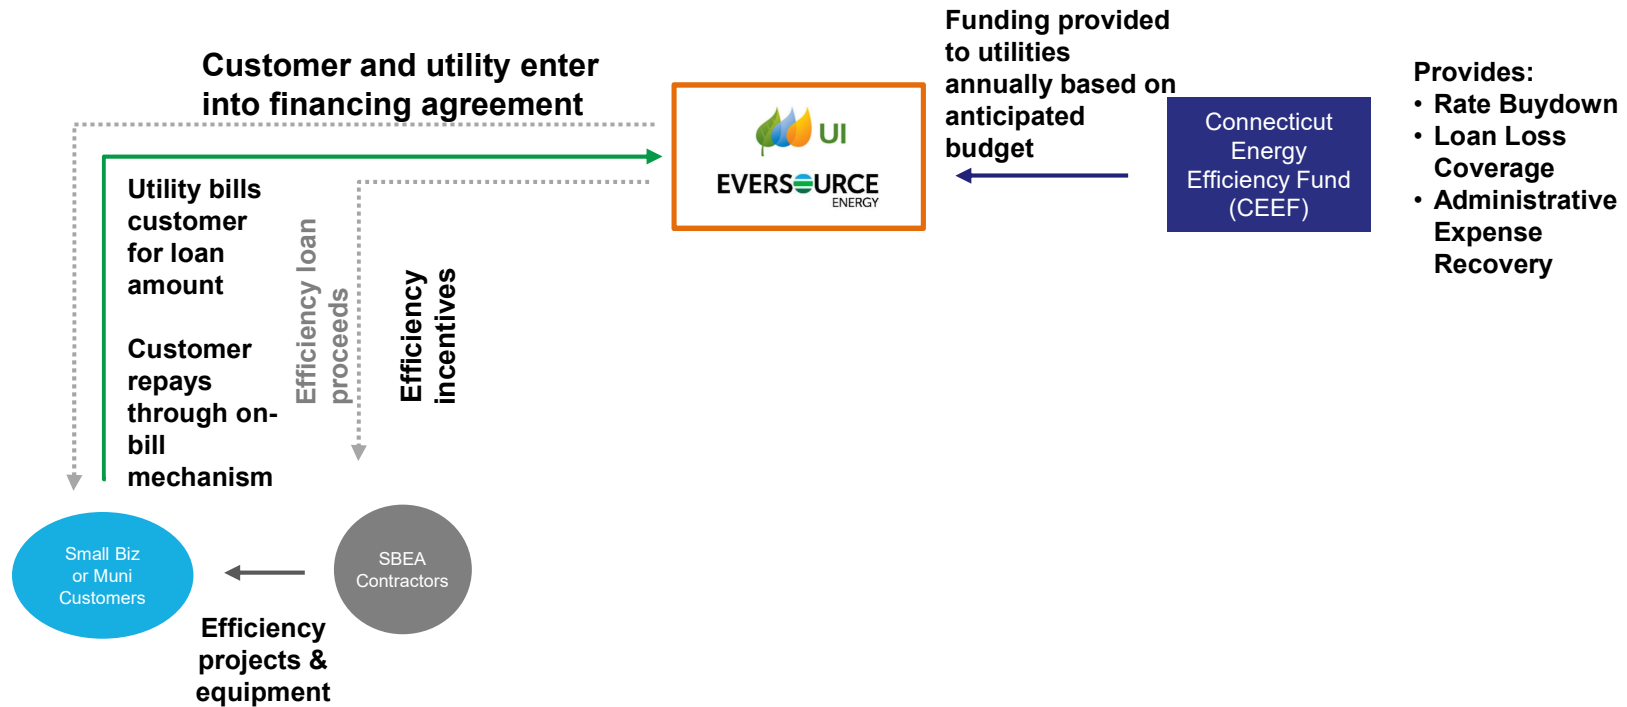 Customer and utility enter
into financing agreement
Utility bills
customer
for loan
amount
Customer
repays
through on-
bill
mechanism
Efficiency loan
proceeds
Efficiency
incentives
UI
EVERSOURCE
ENERGY
Funding provided
to utilities
annually based on
anticipated
budget
Connecticut
Energy
Efficiency Fund
(CEEF)
Provides:
• Rate Buydown
• Loan Loss
Coverage
• Administrative
Expense
Recovery
Small Biz
or Muni
Customers
SBEA
Contractors
Efficiency
projects &
equipment